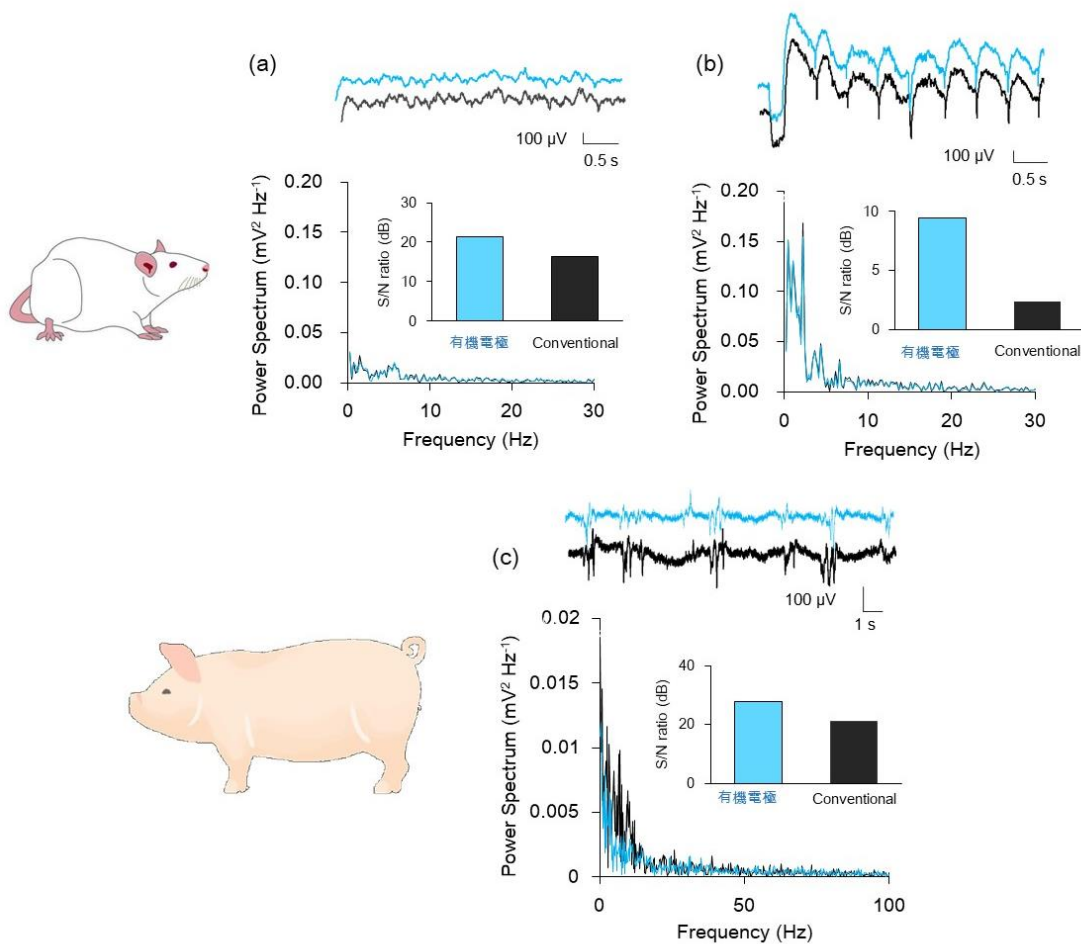 (a)
100 μV
0.5 s
Power Spectrum (mV² Hz⁻¹)
0.20
0.15
0.10
0.05
0.00
0
10
20
30
Frequency (Hz)
S/N ratio (dB)
30
20
10
0
有機電極
Conventional
(b)
100 μV
0.5 s
Power Spectrum (mV² Hz⁻¹)
0.20
0.15
0.10
0.05
0.00
0
10
20
30
Frequency (Hz)
S/N ratio (dB)
10
5
0
有機電極
Conventional
(c)
100 μV
1 s
Power Spectrum (mV² Hz⁻¹)
0.02
0.015
0.01
0.005
0
0
50
100
Frequency (Hz)
S/N ratio (dB)
40
20
0
有機電極
Conventional